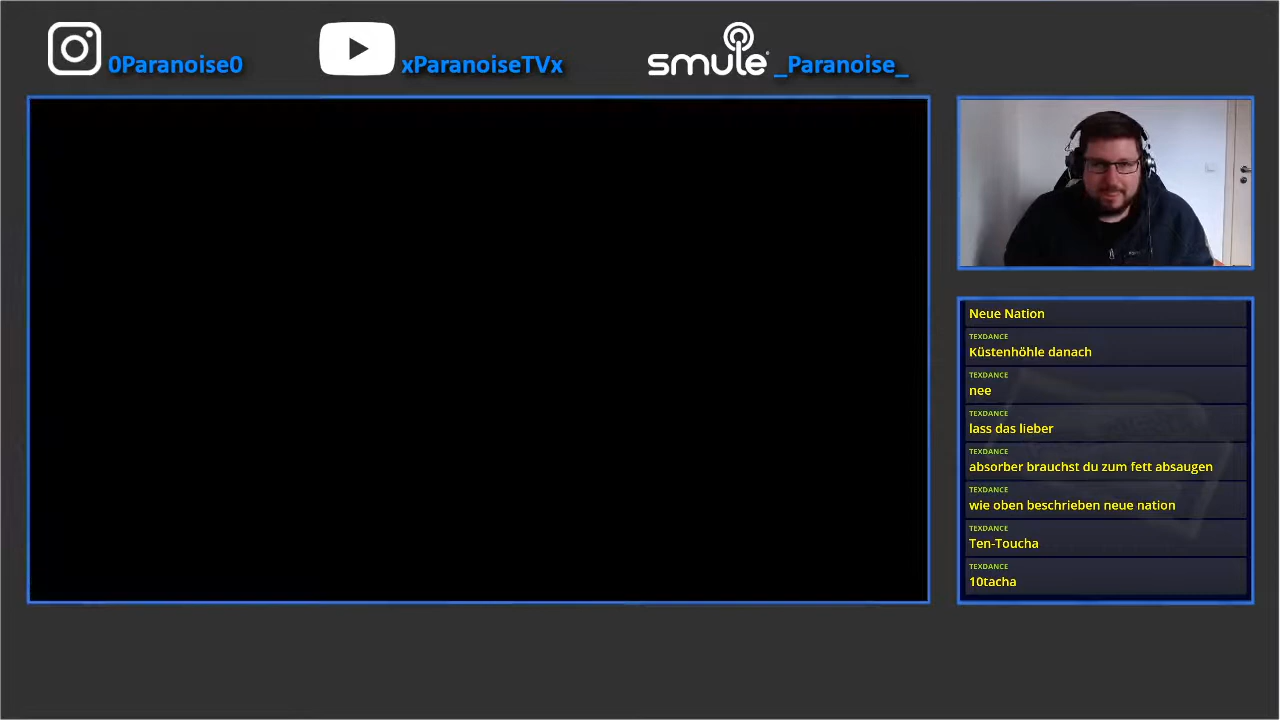 0Paranoise0
xParanoiseTVx
smule
_Paranoise_
Neue Nation
TEXDANCE
Küstenhöhle danach
TEXDANCE
nee
TEXDANCE
lass das lieber
TEXDANCE
absorber brauchst du zum fett absaugen
TEXDANCE
wie oben beschrieben neue nation
TEXDANCE
Ten-Toucha
TEXDANCE
10tacha